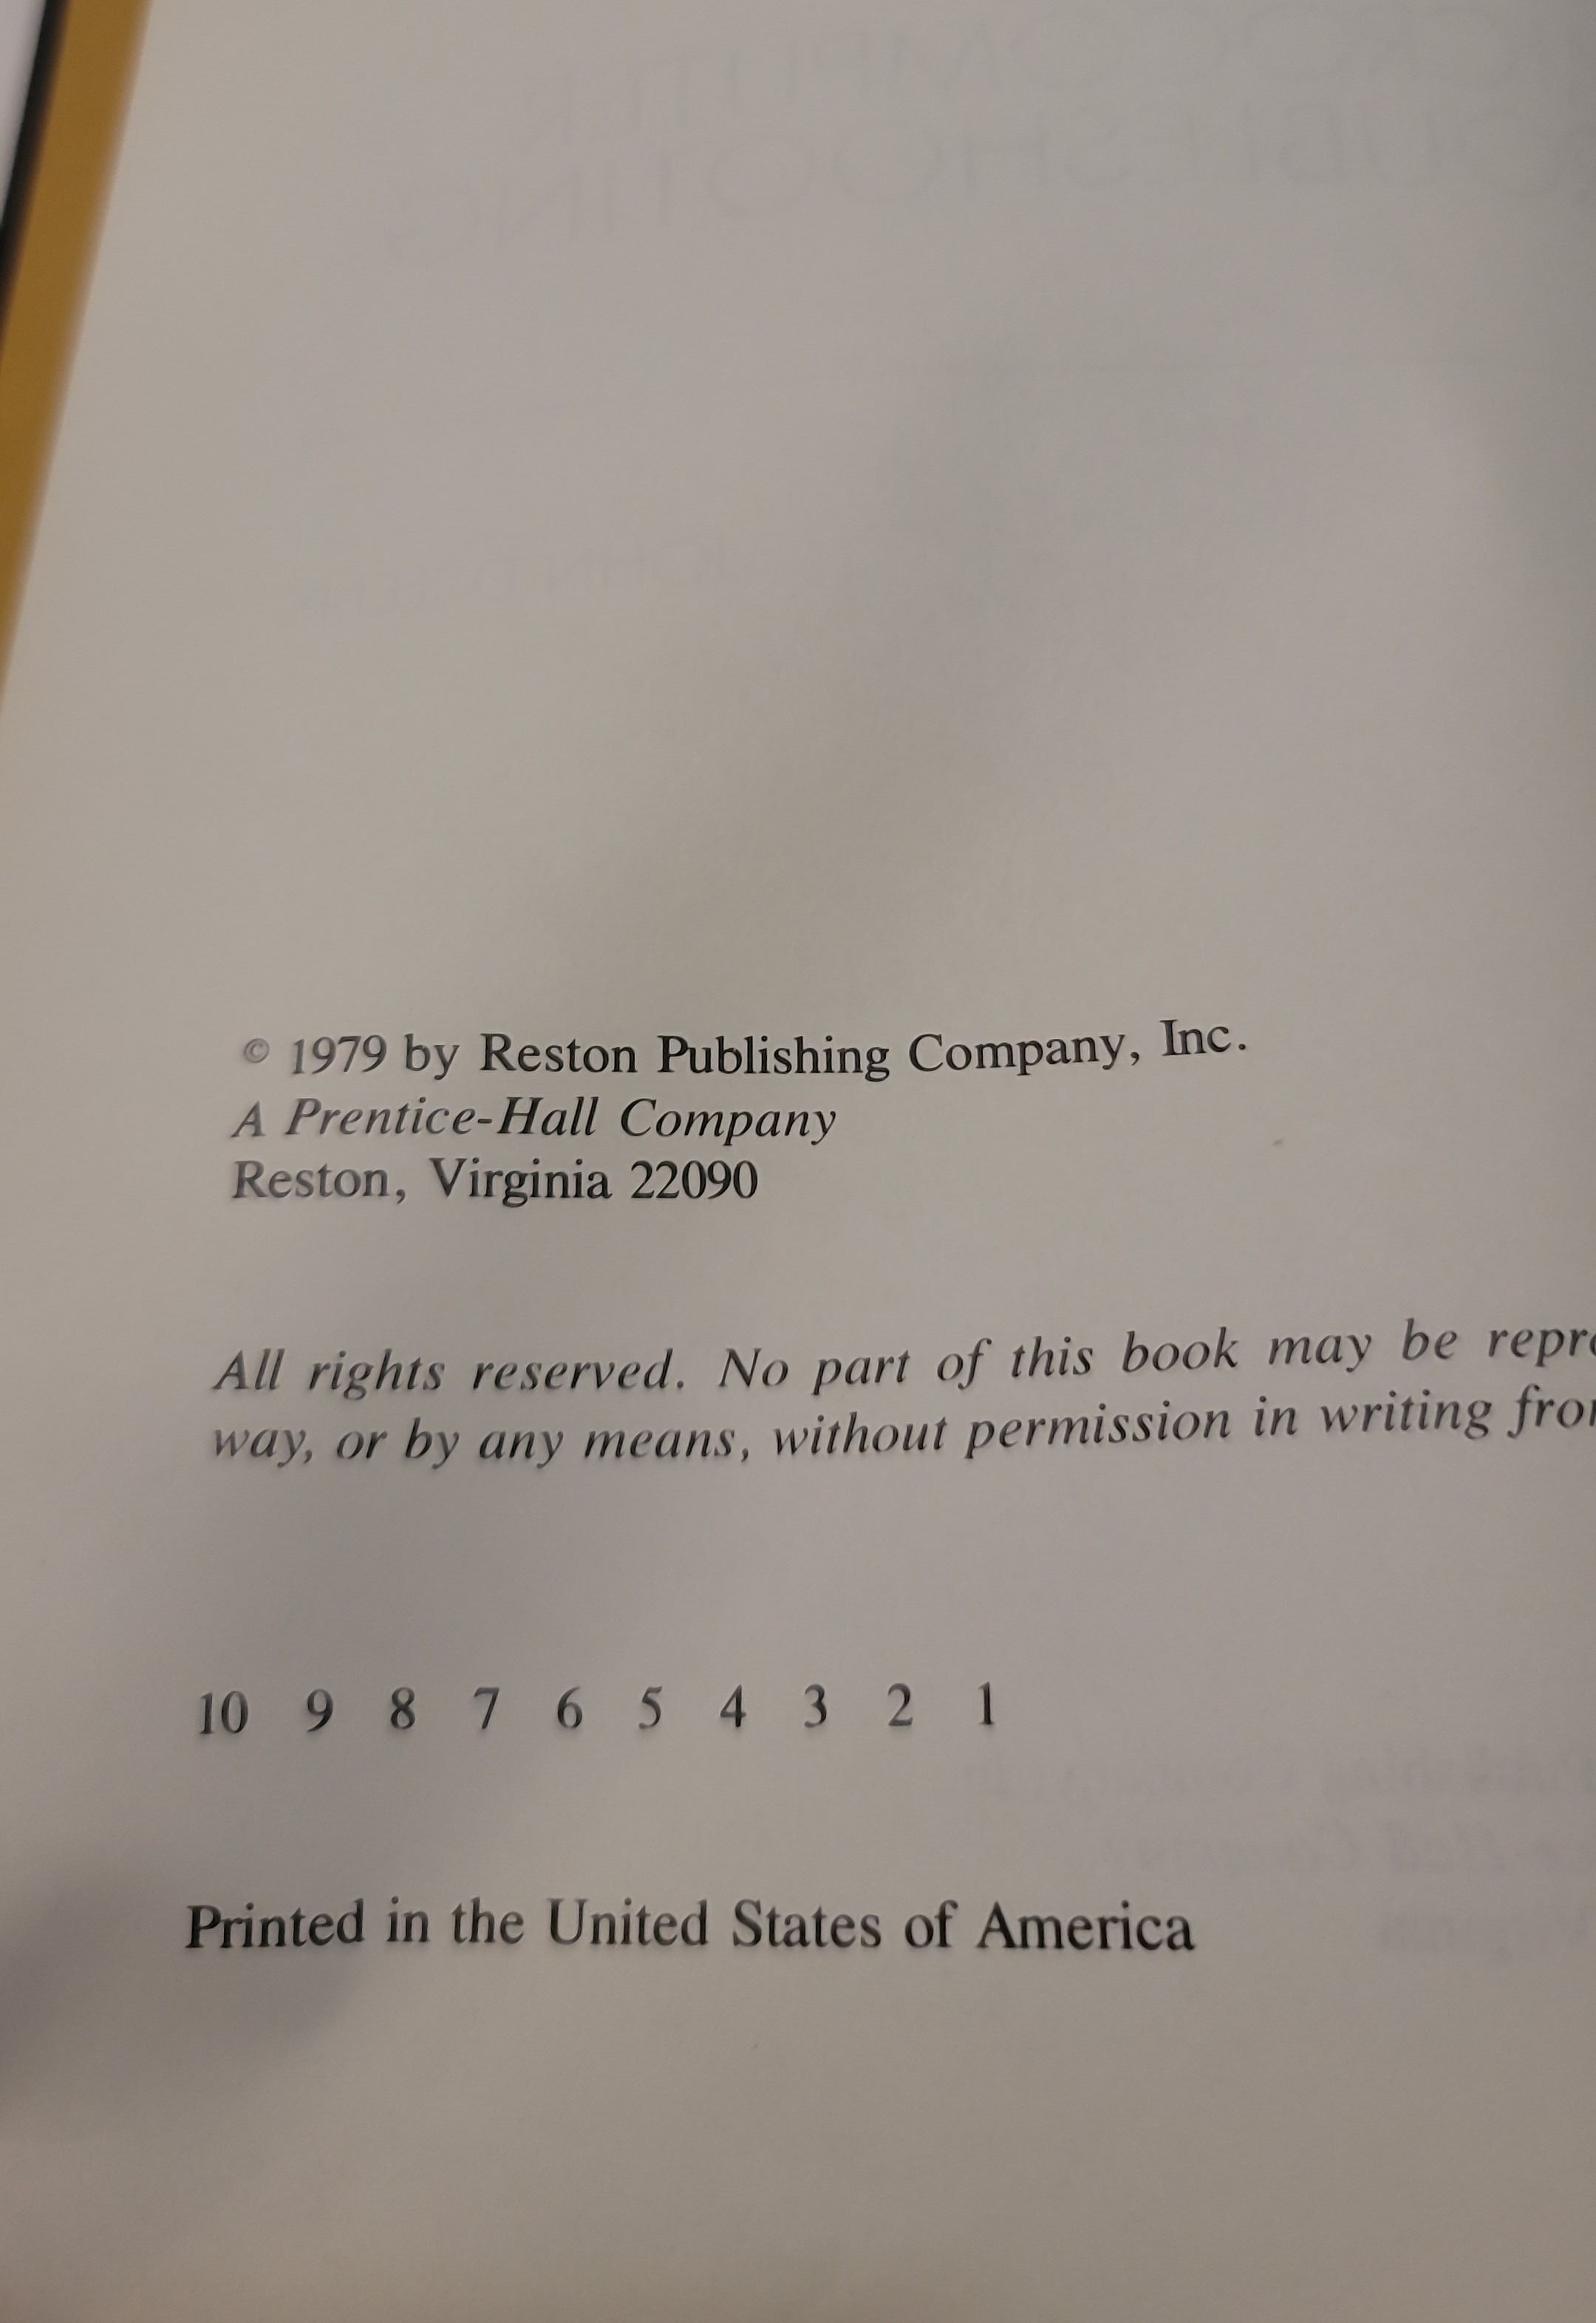 © 1979 by Reston Publishing Company, Inc.
A Prentice-Hall Company
Reston, Virginia 22090
All rights reserved. No part of this book may be repro
way, or by any means, without permission in writing from
10 9 8 7 6 5 4 3 2 1
Printed in the United States of America